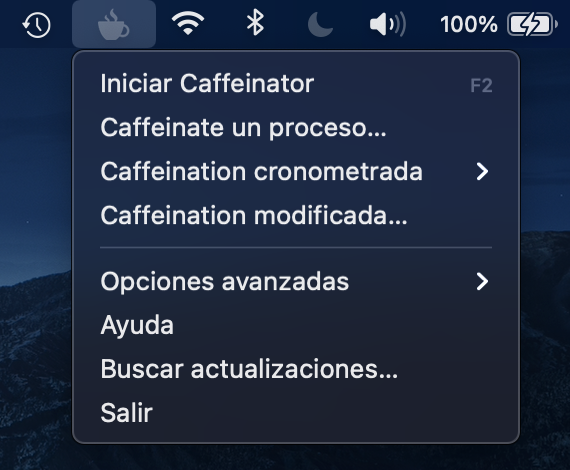 100%
Iniciar Caffeinator F2
Caffeinate un proceso...
Caffeination cronometrada
Caffeination modificada...
Opciones avanzadas
Ayuda
Buscar actualizaciones...
Salir